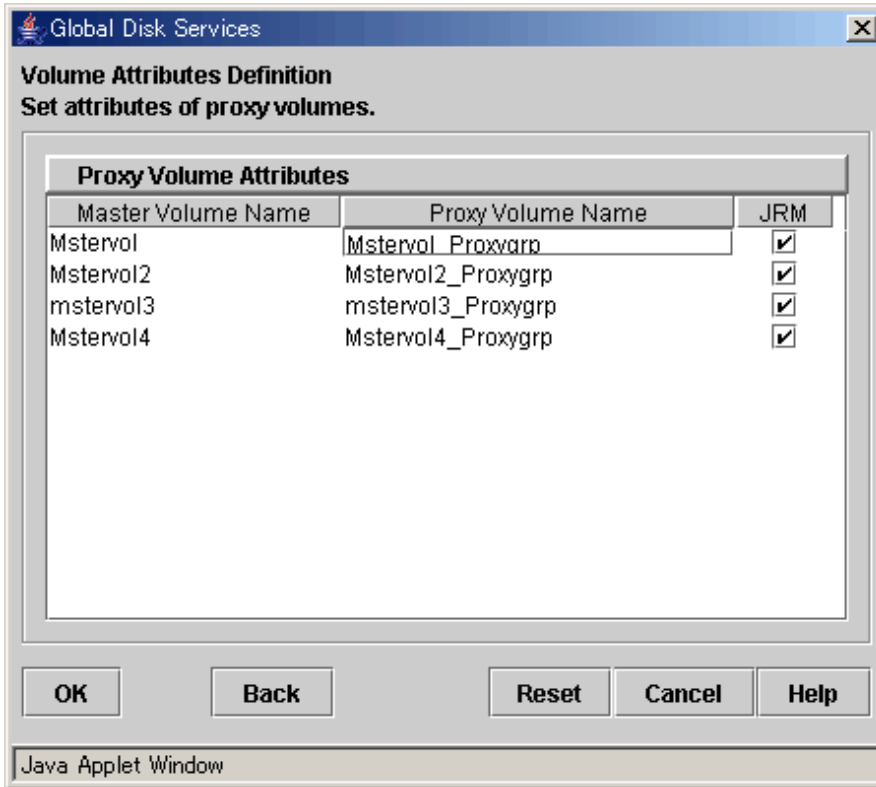 Global Disk Services
Volume Attributes Definition
Set attributes of proxy volumes.
Proxy Volume Attributes
Master Volume Name Proxy Volume Name JRM
Mstervol Mstervol_Proxygrp
Mstervol2 Mstervol2_Proxygrp
mstervol3 mstervol3_Proxygrp
Mstervol4 Mstervol4_Proxygrp
OK Back Reset Cancel Help
Java Applet Window